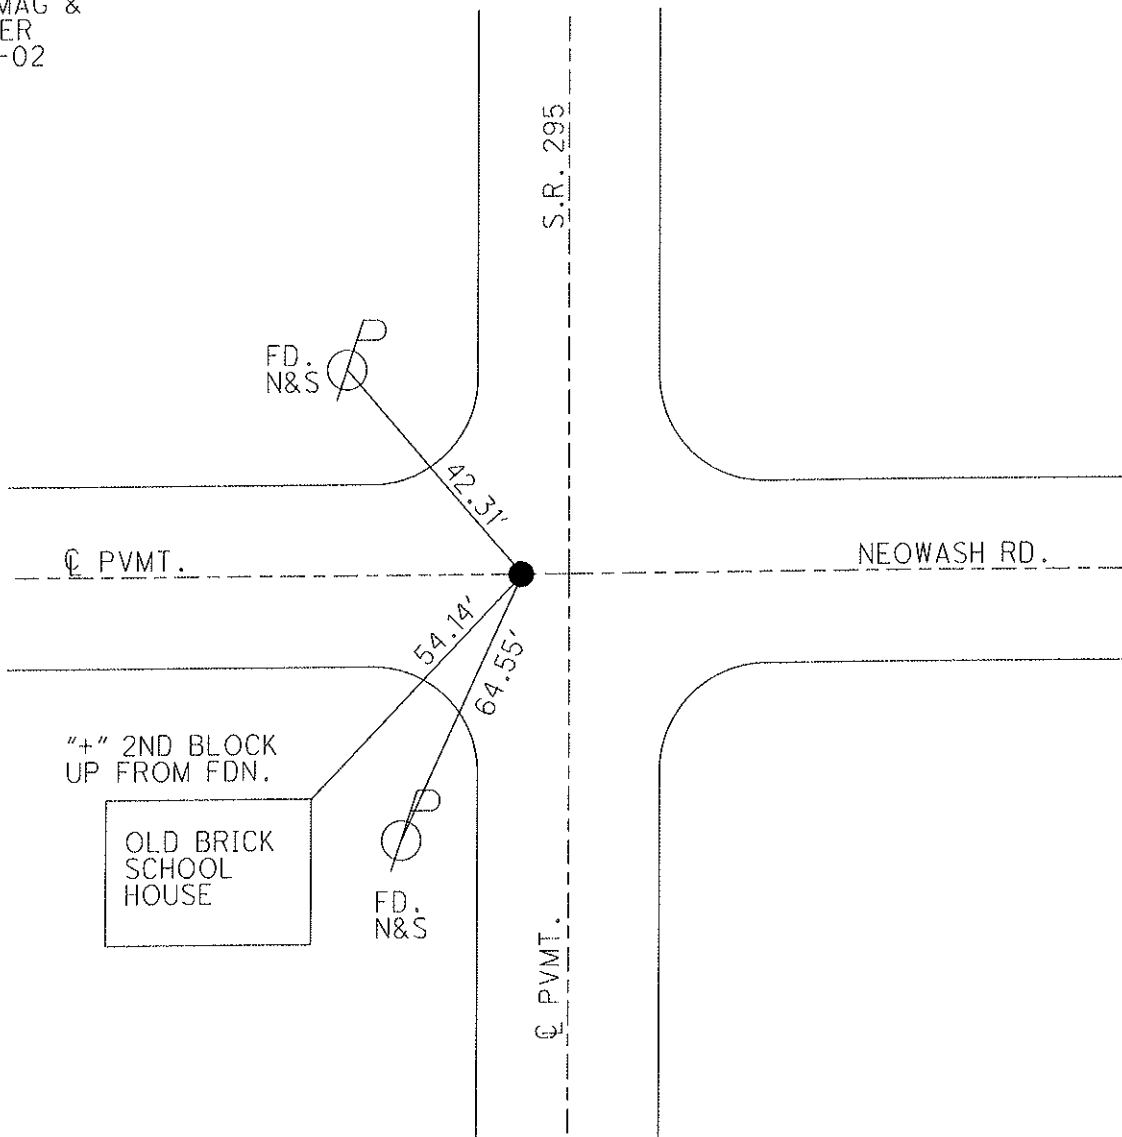 MAG &
ER
-02
S.R. 295
FD.
N&S
42.31'
℄ PVMT.
NEOWASH RD.
54.14'
64.55'
"+" 2ND BLOCK
UP FROM FDN.
OLD BRICK
SCHOOL
HOUSE
FD.
N&S
℄ PVMT.